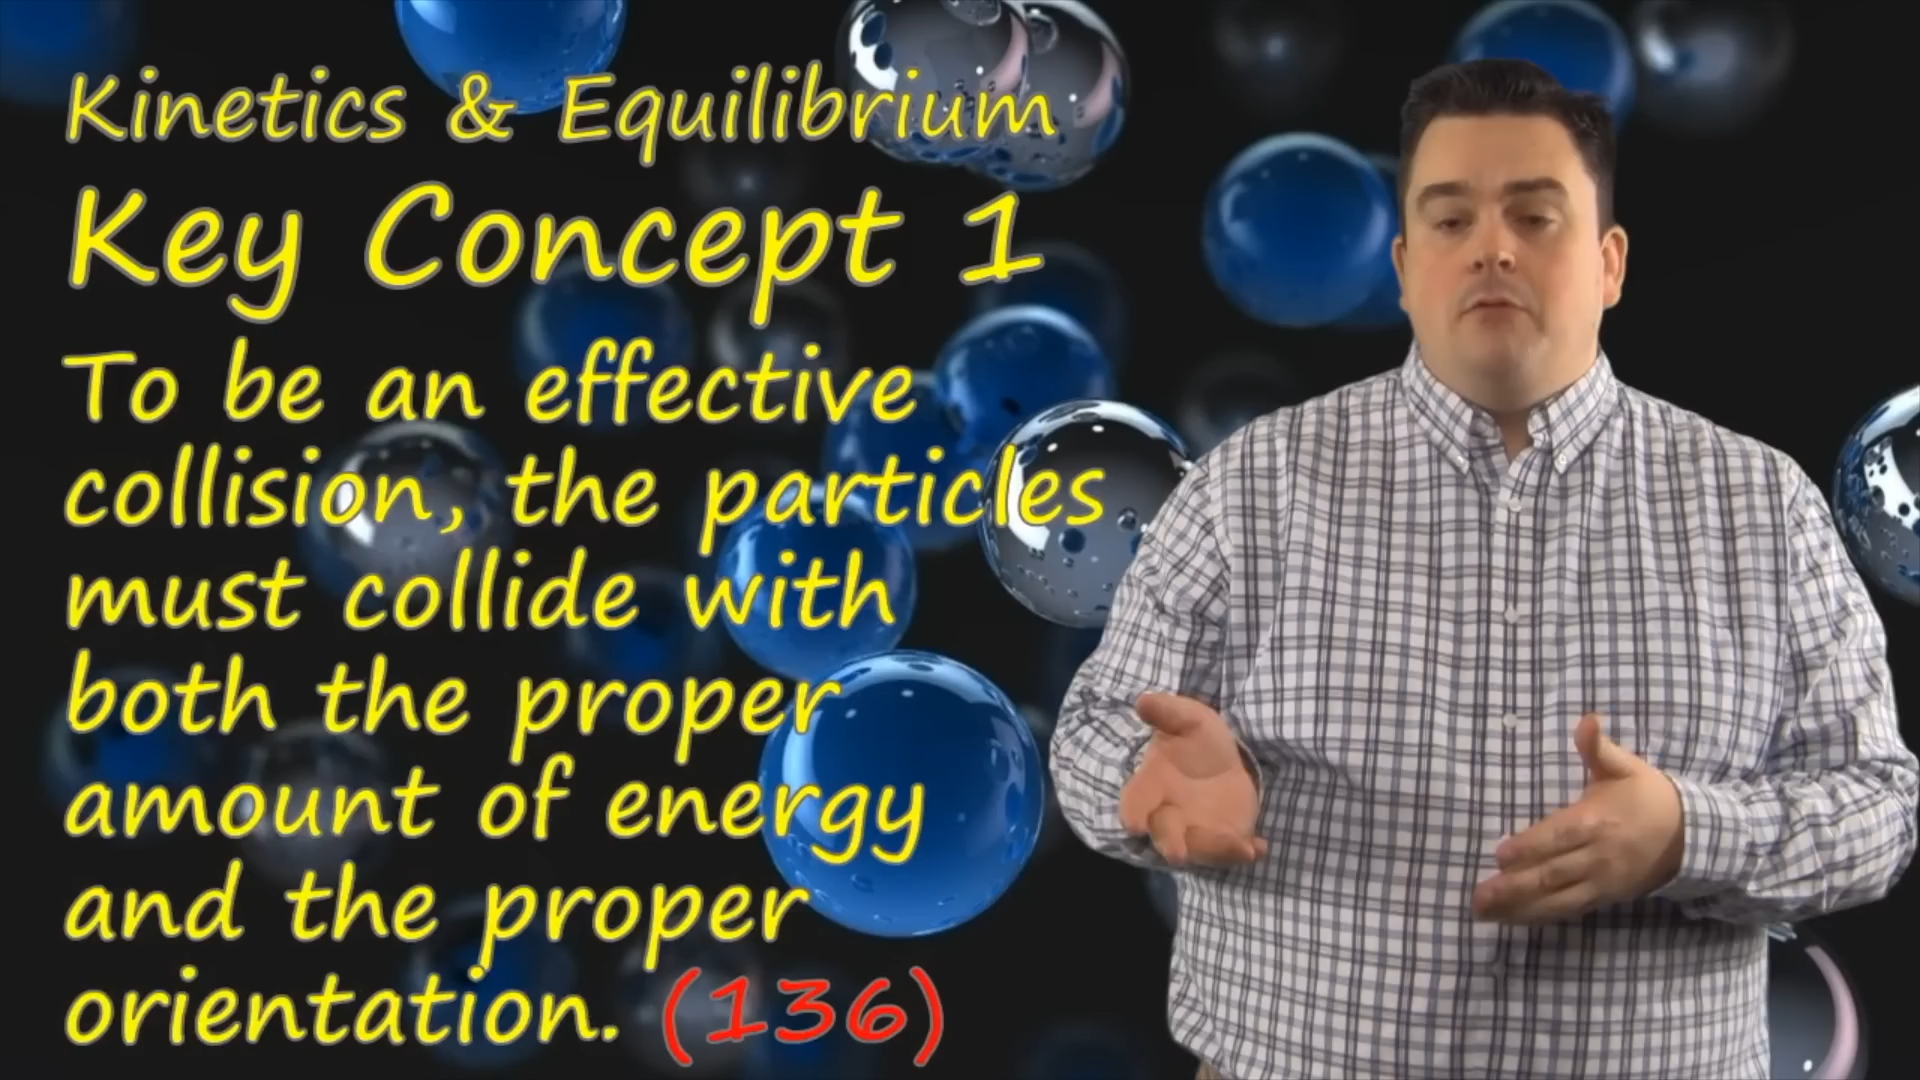 Kinetics & Equilibrium
Key Concept 1
To be an effective
collision, the particles
must collide with
both the proper
amount of energy
and the proper
orientation. (136)